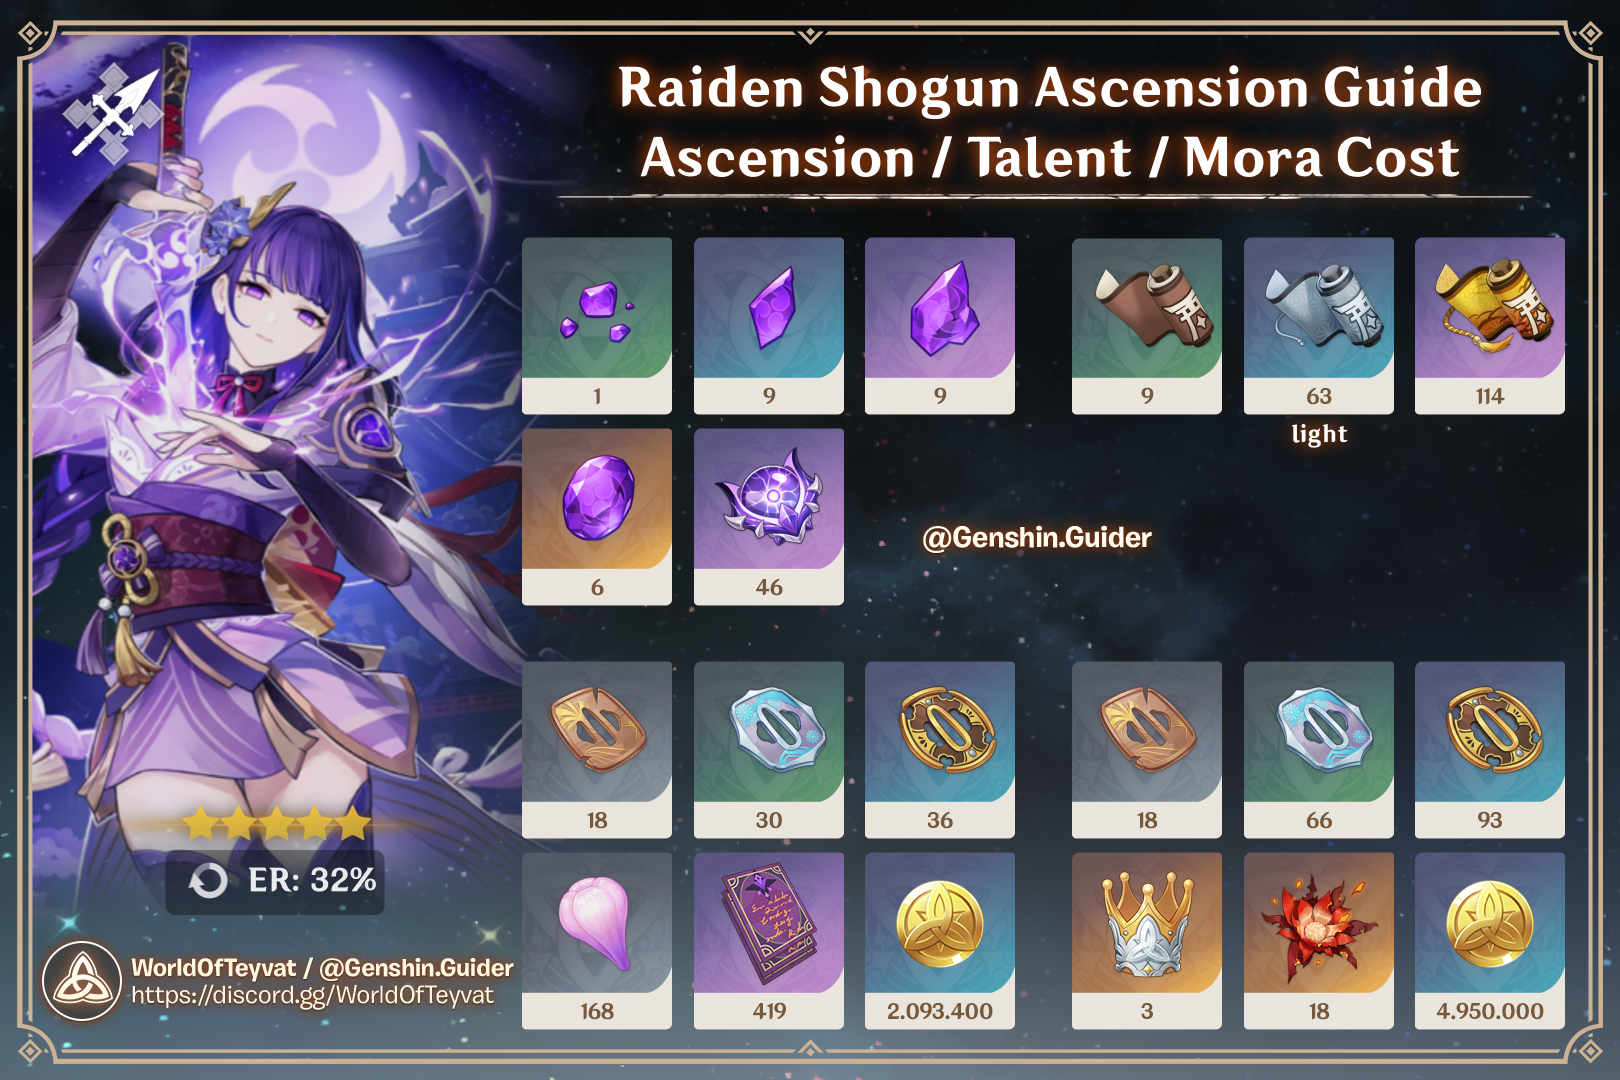 Raiden Shogun Ascension Guide
Ascension / Talent / Mora Cost
1
9
9
9
63
114
light
6
46
@Genshin.Guider
18
30
36
18
66
93
168
419
2.093.400
3
18
4.950.000
ER: 32%
WorldOfTeyvat / @Genshin.Guider
https://discord.gg/WorldOfTeyvat